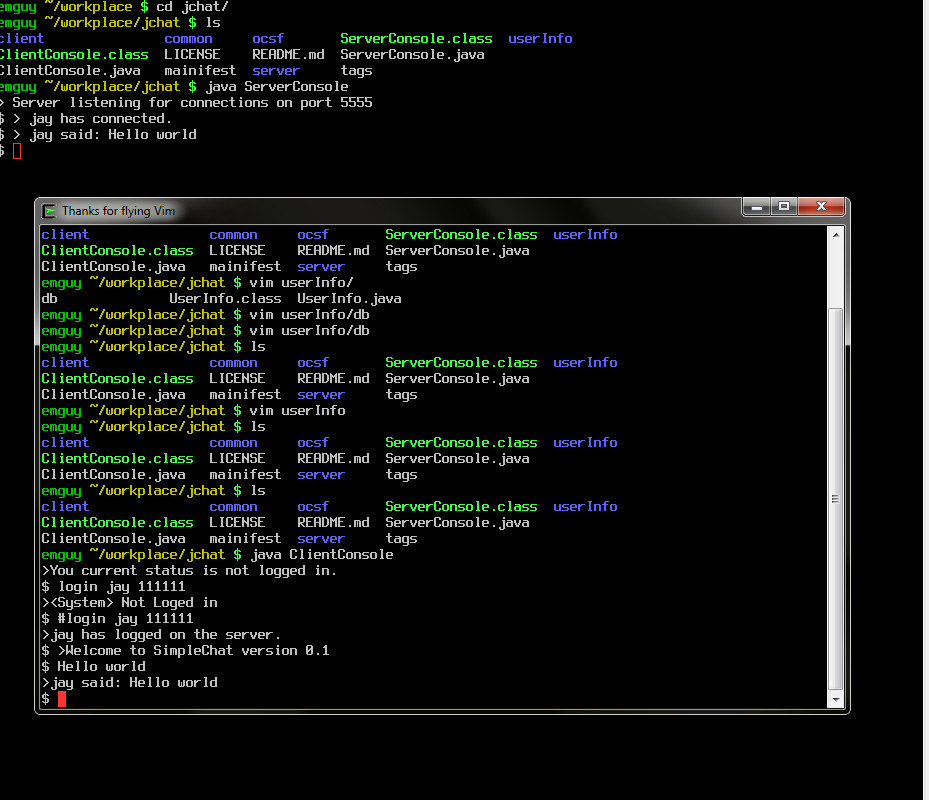 emguy ~/workplace $ cd jchat/
emguy ~/workplace/jchat $ ls
client common ocsf ServerConsole.class userInfo
ClientConsole.class LICENSE README.md ServerConsole.java
ClientConsole.java mainifest server tags
emguy ~/workplace/jchat $ java ServerConsole
> Server listening for connections on port 5555
$ > jay has connected.
$ > jay said: Hello world
$
Thanks for flying Vim
client common ocsf ServerConsole.class userInfo
ClientConsole.class LICENSE README.md ServerConsole.java
ClientConsole.java mainifest server tags
emguy ~/workplace/jchat $ vim userInfo/
db UserInfo.class UserInfo.java
emguy ~/workplace/jchat $ vim userInfo/db
emguy ~/workplace/jchat $ vim userInfo/db
emguy ~/workplace/jchat $ ls
client common ocsf ServerConsole.class userInfo
ClientConsole.class LICENSE README.md ServerConsole.java
ClientConsole.java mainifest server tags
emguy ~/workplace/jchat $ vim userInfo
emguy ~/workplace/jchat $ ls
client common ocsf ServerConsole.class userInfo
ClientConsole.class LICENSE README.md ServerConsole.java
ClientConsole.java mainifest server tags
emguy ~/workplace/jchat $ ls
client common ocsf ServerConsole.class userInfo
ClientConsole.class LICENSE README.md ServerConsole.java
ClientConsole.java mainifest server tags
emguy ~/workplace/jchat $ java ClientConsole
>You current status is not logged in.
$ login jay 111111
><System> Not Loged in
$ #login jay 111111
>jay has logged on the server.
$ >Welcome to SimpleChat version 0.1
$ Hello world
>jay said: Hello world
$